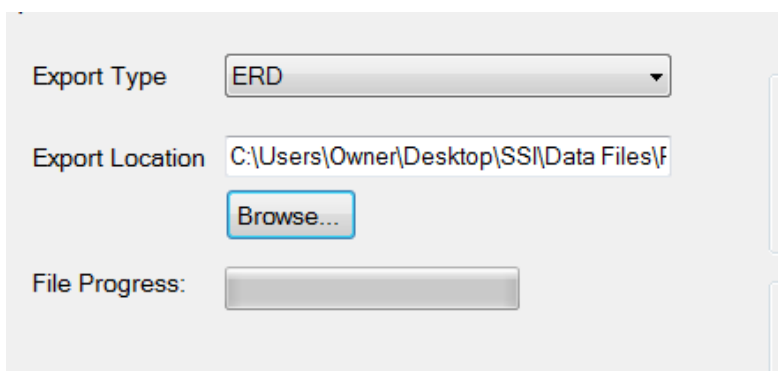 Export Type ERD
Export Location C:\Users\Owner\Desktop\SSI\Data Files\
Browse...
File Progress: